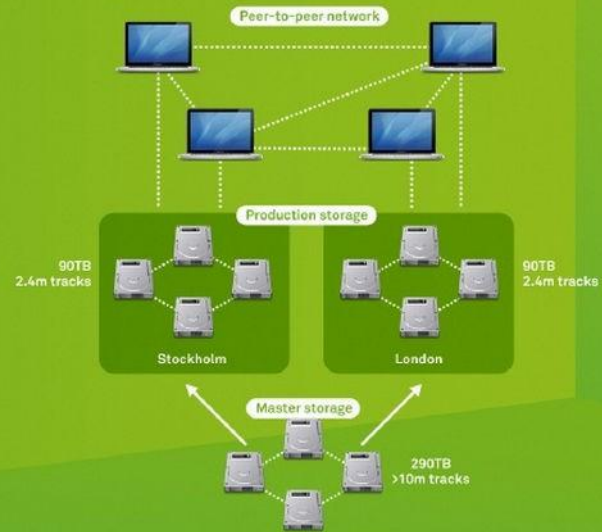 Peer-to-peer network
Production storage
90TB
2.4m tracks
90TB
2.4m tracks
Stockholm
London
Master storage
290TB
>10m tracks